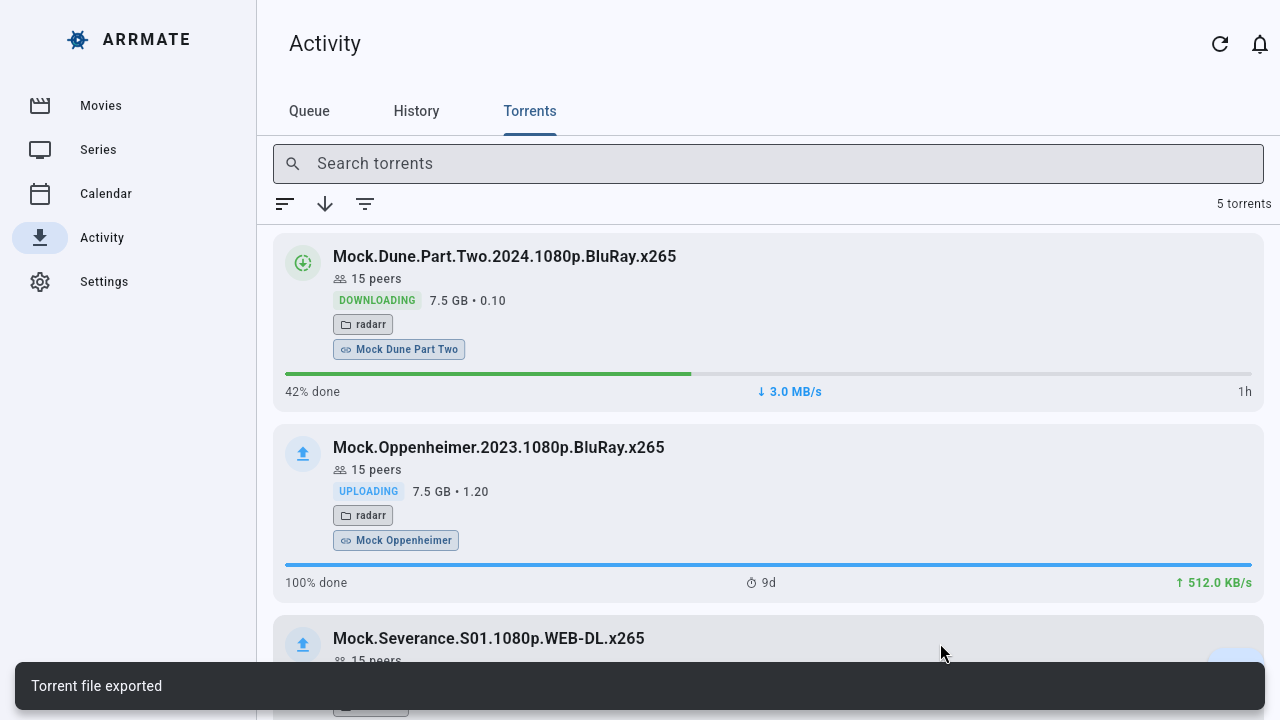 ARRMATE
Activity
Movies
Series
Calendar
Activity
Settings
Queue
History
Torrents
Search torrents
5 torrents
Mock.Dune.Part.Two.2024.1080p.BluRay.x265
15 peers
DOWNLOADING 7.5 GB • 0.10
radarr
Mock Dune Part Two
42% done ↓ 3.0 MB/s 1h
Mock.Oppenheimer.2023.1080p.BluRay.x265
15 peers
UPLOADING 7.5 GB • 1.20
radarr
Mock Oppenheimer
100% done 9d ↑ 512.0 KB/s
Mock.Severance.S01.1080p.WEB-DL.x265
15 peers
Torrent file exported